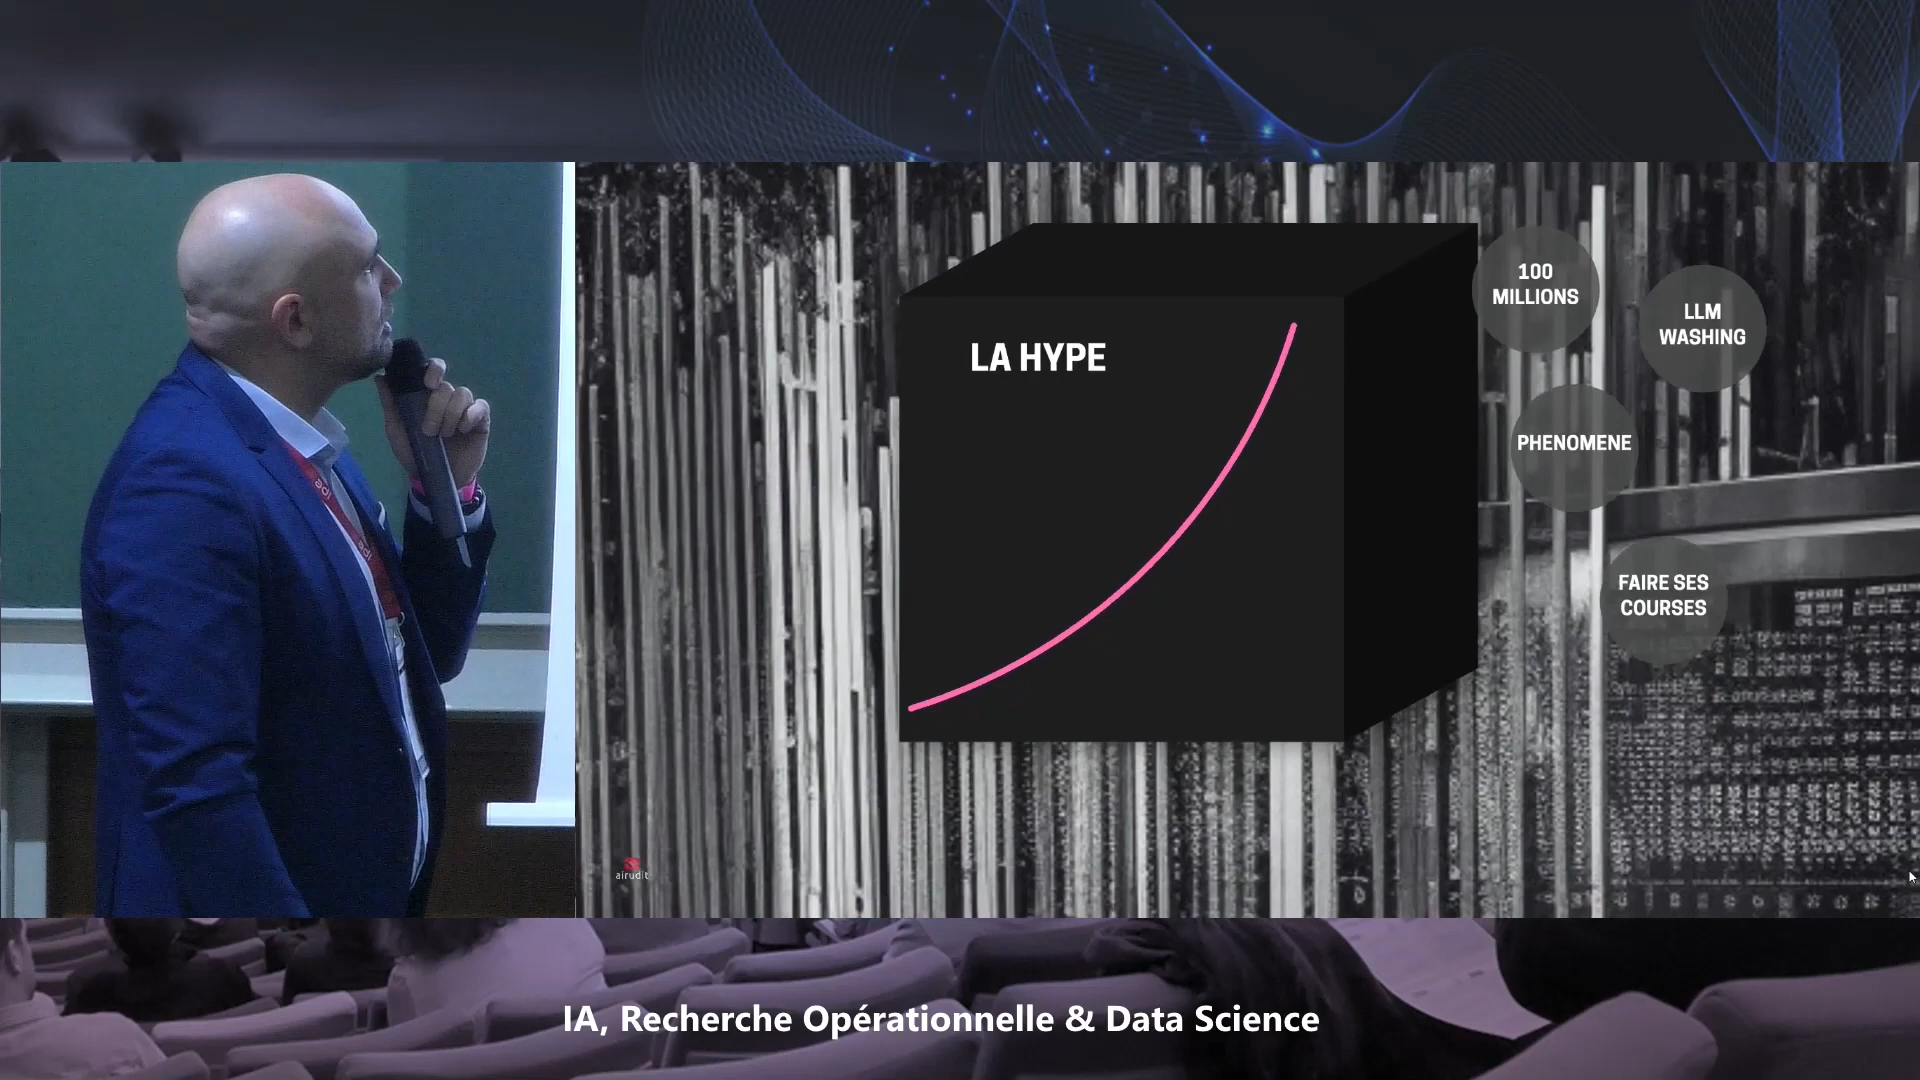 LA HYPE
100
MILLIONS
LLM
WASHING
PHENOMENE
FAIRE SES
COURSES
airudit
IA, Recherche Opérationnelle & Data Science